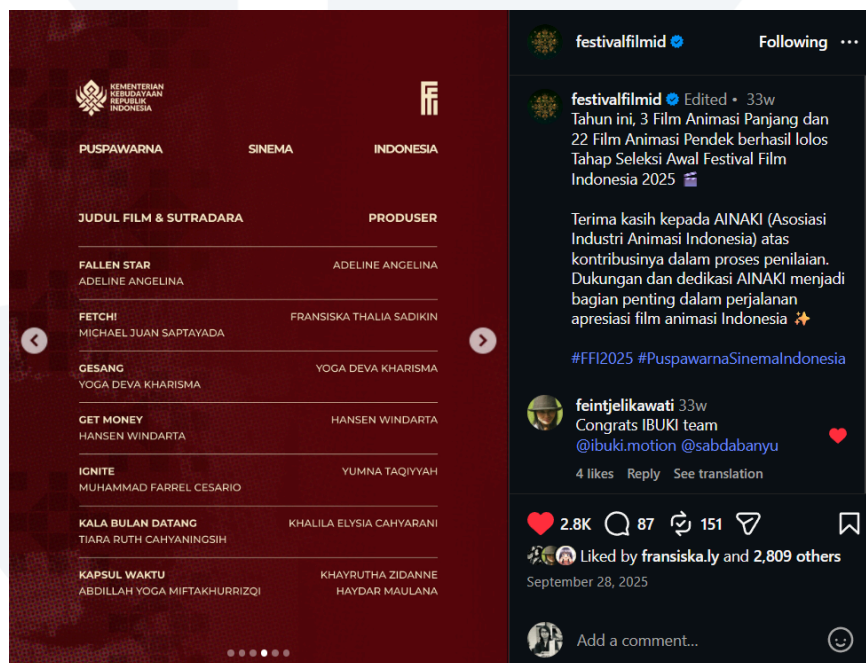 KEMENTERIAN
KEBUDAYAAN
REPUBLIK
INDONESIA
FFI
PUSPAWARNA SINEMA INDONESIA
JUDUL FILM & SUTRADARA PRODUSER
FALLEN STAR ADELINE ANGELINA
ADELINE ANGELINA
FETCH! FRANSISKA THALIA SADIKIN
MICHAEL JUAN SAPTAYADA
GESANG YOGA DEVA KHARISMA
YOGA DEVA KHARISMA
GET MONEY HANSEN WINDARTA
HANSEN WINDARTA
IGNITE YUMNA TAQIYYAH
MUHAMMAD FARREL CESARIO
KALA BULAN DATANG KHALILA ELYSIA CAHYARANI
TIARA RUTH CAHYANINGSIH
KAPSUL WAKTU KHAYRUTHA ZIDANNE
ABDILLAH YOGA MIFTAKHURRIZQI HAYDAR MAULANA
festivalfilmid Following
festivalfilmid Edited • 33w
Tahun ini, 3 Film Animasi Panjang dan
22 Film Animasi Pendek berhasil lolos
Tahap Seleksi Awal Festival Film
Indonesia 2025 🎬
Terima kasih kepada AINAKI (Asosiasi
Industri Animasi Indonesia) atas
kontribusinya dalam proses penilaian.
Dukungan dan dedikasi AINAKI menjadi
bagian penting dalam perjalanan
apresiasi film animasi Indonesia ✨
#FFI2025 #PuspawarnaSinemaIndonesia
feintjelikawati 33w
Congrats IBUKI team
@ibuki.motion @sabdabanyu
4 likes Reply See translation
2.8K 87 151
Liked by fransiska.ly and 2,809 others
September 28, 2025
Add a comment...